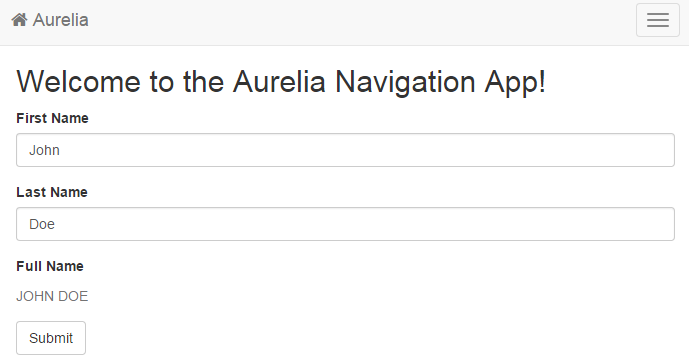 Aurelia
Welcome to the Aurelia Navigation App!
First Name
John
Last Name
Doe
Full Name
JOHN DOE
Submit